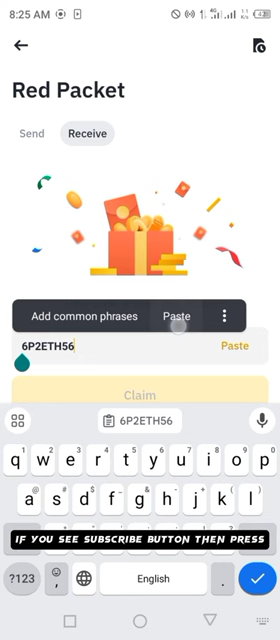 8:25 AM
Red Packet
Send Receive
Add common phrases Paste
6P2ETH56 Paste
Claim
6P2ETH56
q w e r t y u i o p
a s d f g h j k l
IF YOU SEE SUBSCRIBE BUTTON THEN PRESS
?123 , English .